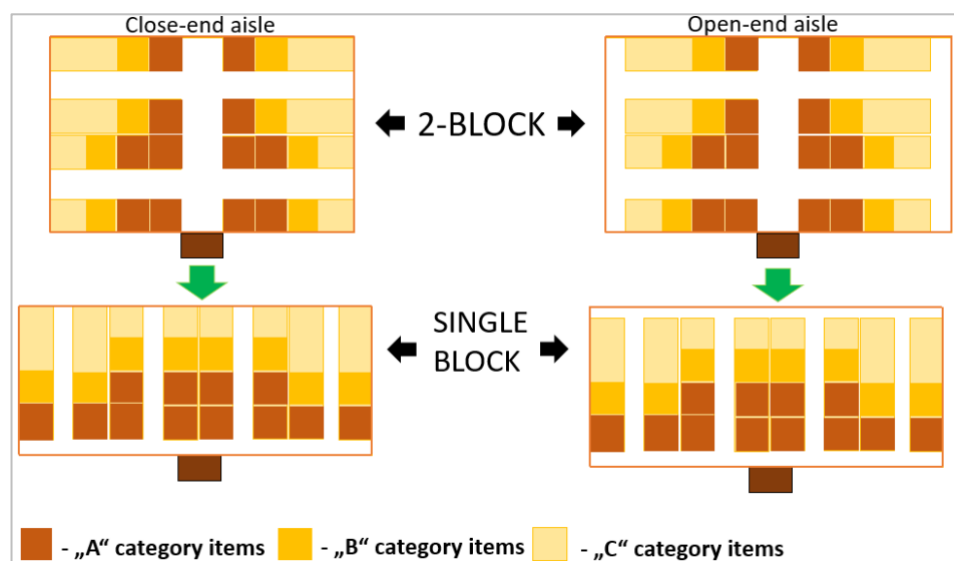 Close-end aisle
Open-end aisle
2-BLOCK
SINGLE
BLOCK
- „A“ category items
- „B“ category items
- „C“ category items